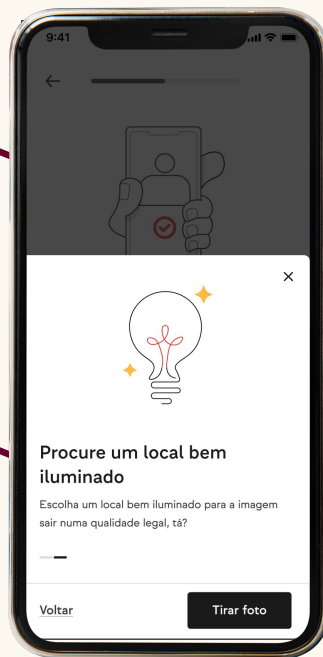 9:41
Procure um local bem
iluminado
Escolha um local bem iluminado para a imagem
sair numa qualidade legal, tá?
Voltar
Tirar foto